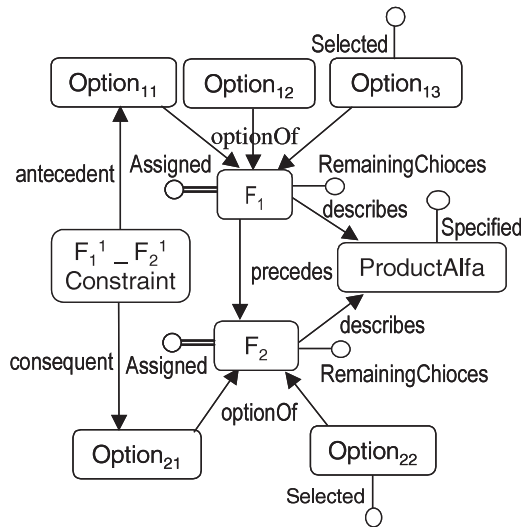 Selected
Option₁₁
Option₁₂
Option₁₃
optionOf
Assigned
RemainingChioces
antecedent
F₁
describes
Specified
F₁¹ _ F₂¹
Constraint
precedes
ProductAlfa
describes
consequent
Assigned
F₂
RemainingChioces
optionOf
Option₂₁
Option₂₂
Selected